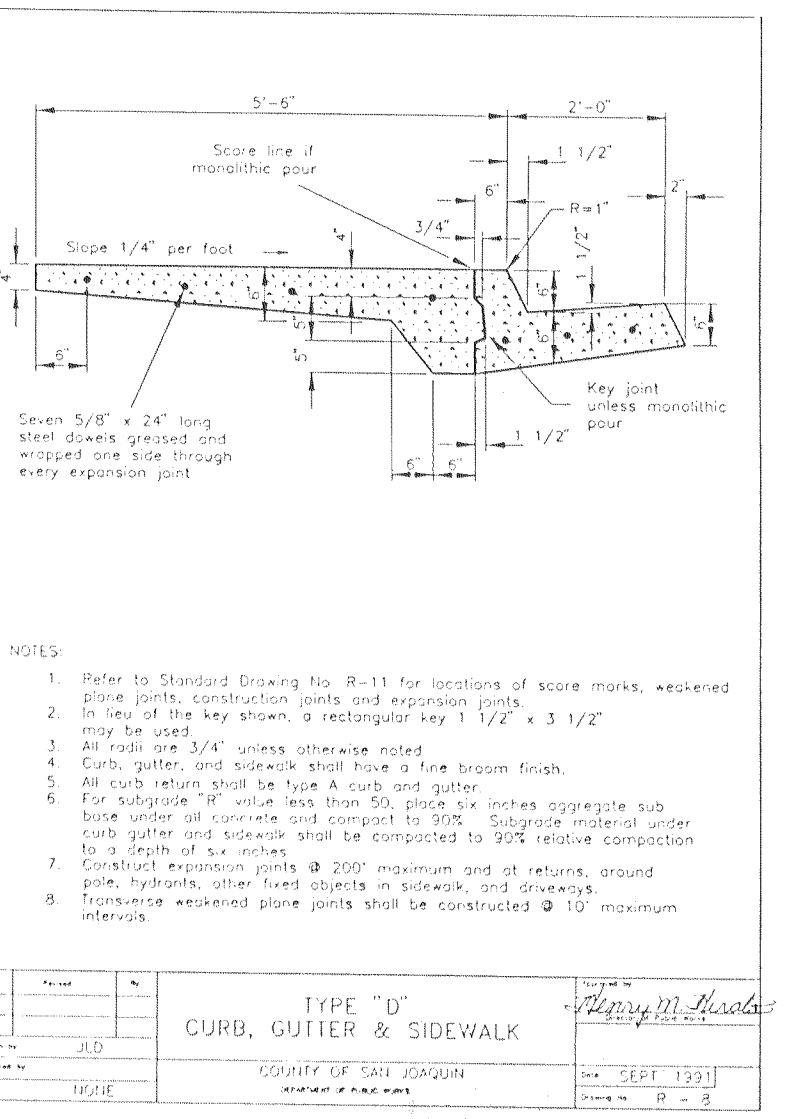 5'-6"
2'-0"
Score line if
monolithic pour
1 1/2"
6"
2"
R=1"
3/4"
1 1/2"
Slope 1/4" per foot
4"
4"
6"
6"
6"
5"
6"
5"
6"
Key joint
unless monolithic
pour
Seven 5/8" x 24" long
steel dowels greased and
wrapped one side through
every expansion joint
1 1/2"
6"
6"
NOTES:
1. Refer to Standard Drawing No R-11 for locations of score marks, weakened
plane joints, construction joints and expansion joints.
2. In lieu of the key shown, a rectangular key 1 1/2" x 3 1/2"
may be used.
3. All radii are 3/4" unless otherwise noted
4. Curb, gutter, and sidewalk shall have a fine broom finish.
5. All curb return shall be type A curb and gutter.
6. For subgrade "R" value less than 50, place six inches aggregate sub
base under all concrete and compact to 90% Subgrade material under
curb gutter and sidewalk shall be compacted to 90% relative compaction
to a depth of six inches
7. Construct expansion joints @ 200' maximum and at returns, around
pole, hydrants, other fixed objects in sidewalk, and driveways.
8. Transverse weakened plane joints shall be constructed @ 10' maximum
intervals.
Revised By
TYPE "D"
CURB, GUTTER & SIDEWALK
Henry M.
Director of Public Works
by JLD
COUNTY OF SAN JOAQUIN
DEPARTMENT OF PUBLIC WORKS
by
NONE
Date SEPT 1991
Drawing No R - 8